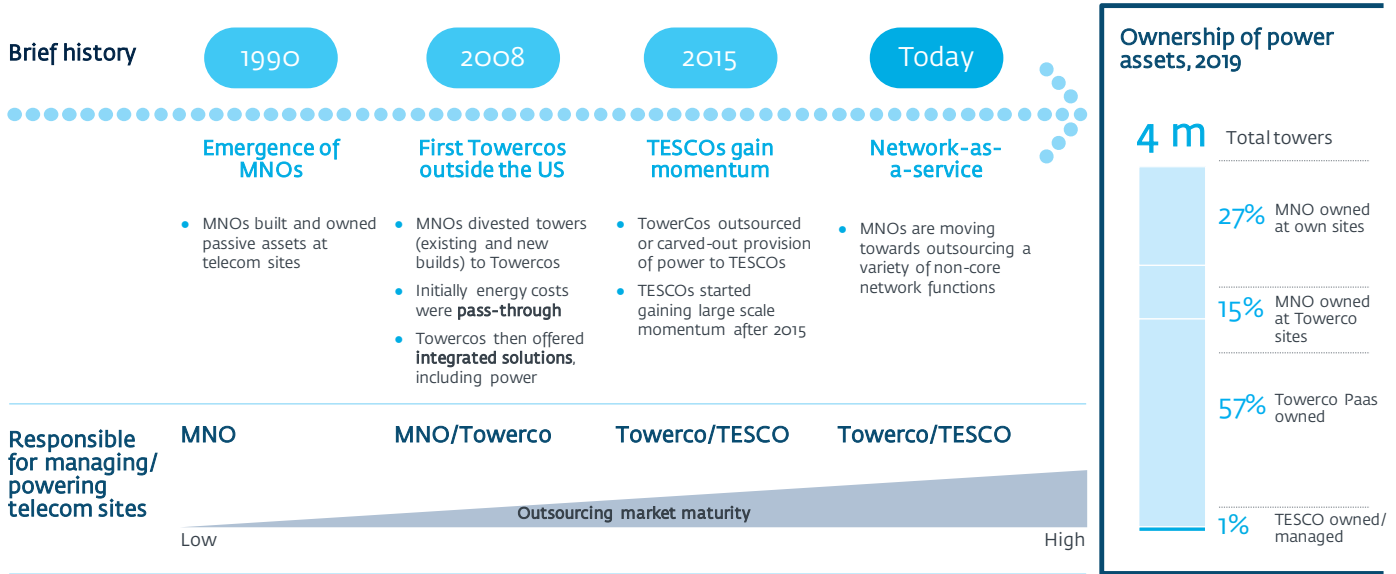 Brief history
1990
2008
2015
Today
Emergence of
MNOs
First Towercos
outside the US
TESCOs gain
momentum
Network-as-
a-service
• MNOs built and owned
passive assets at
telecom sites
• MNOs divested towers
(existing and new
builds) to Towercos
• Initially energy costs
were pass-through
• Towercos then offered
integrated solutions,
including power
• TowerCos outsourced
or carved-out provision
of power to TESCOs
• TESCOs started
gaining large scale
momentum after 2015
• MNOs are moving
towards outsourcing a
variety of non-core
network functions
Responsible
for managing/
powering
telecom sites
MNO
MNO/Towerco
Towerco/TESCO
Towerco/TESCO
Outsourcing market maturity
Low
High
Ownership of power
assets, 2019
4 m Total towers
27% MNO owned
at own sites
15% MNO owned
at Towerco
sites
57% Towerco Paas
owned
1% TESCO owned/
managed